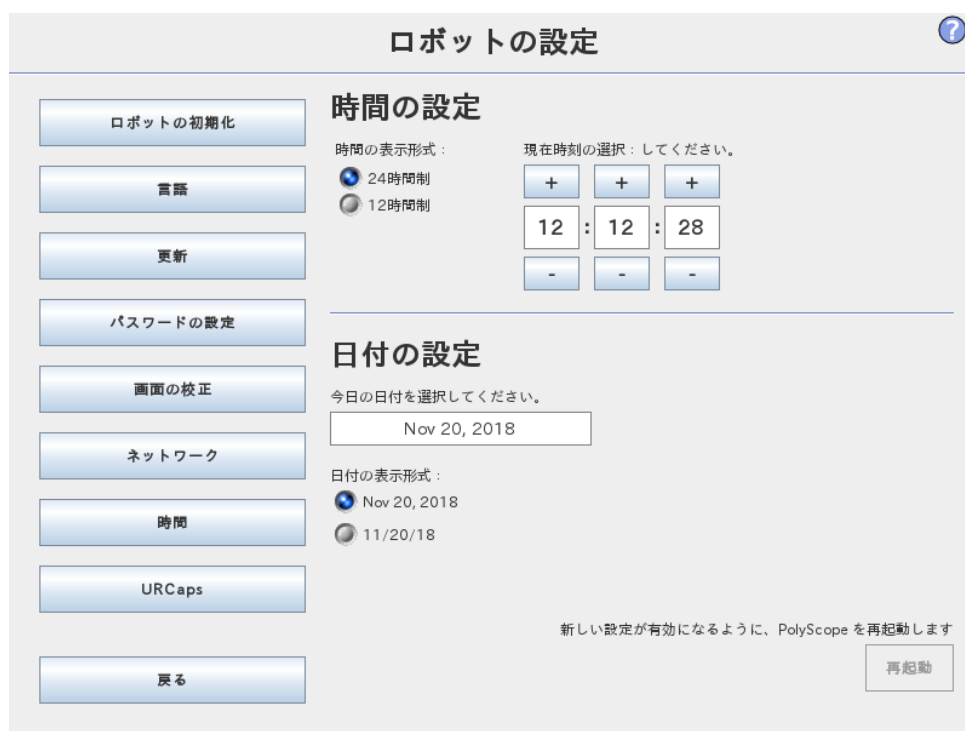 ロボットの設定
?
ロボットの初期化
言語
更新
パスワードの設定
画面の校正
ネットワーク
時間
URCaps
戻る
時間の設定
時間の表示形式：
24時間制
12時間制
現在時刻の選択：してください。
+ + +
12 : 12 : 28
- - -
日付の設定
今日の日付を選択してください。
Nov 20, 2018
日付の表示形式：
Nov 20, 2018
11/20/18
新しい設定が有効になるように、PolyScope を再起動します
再起動